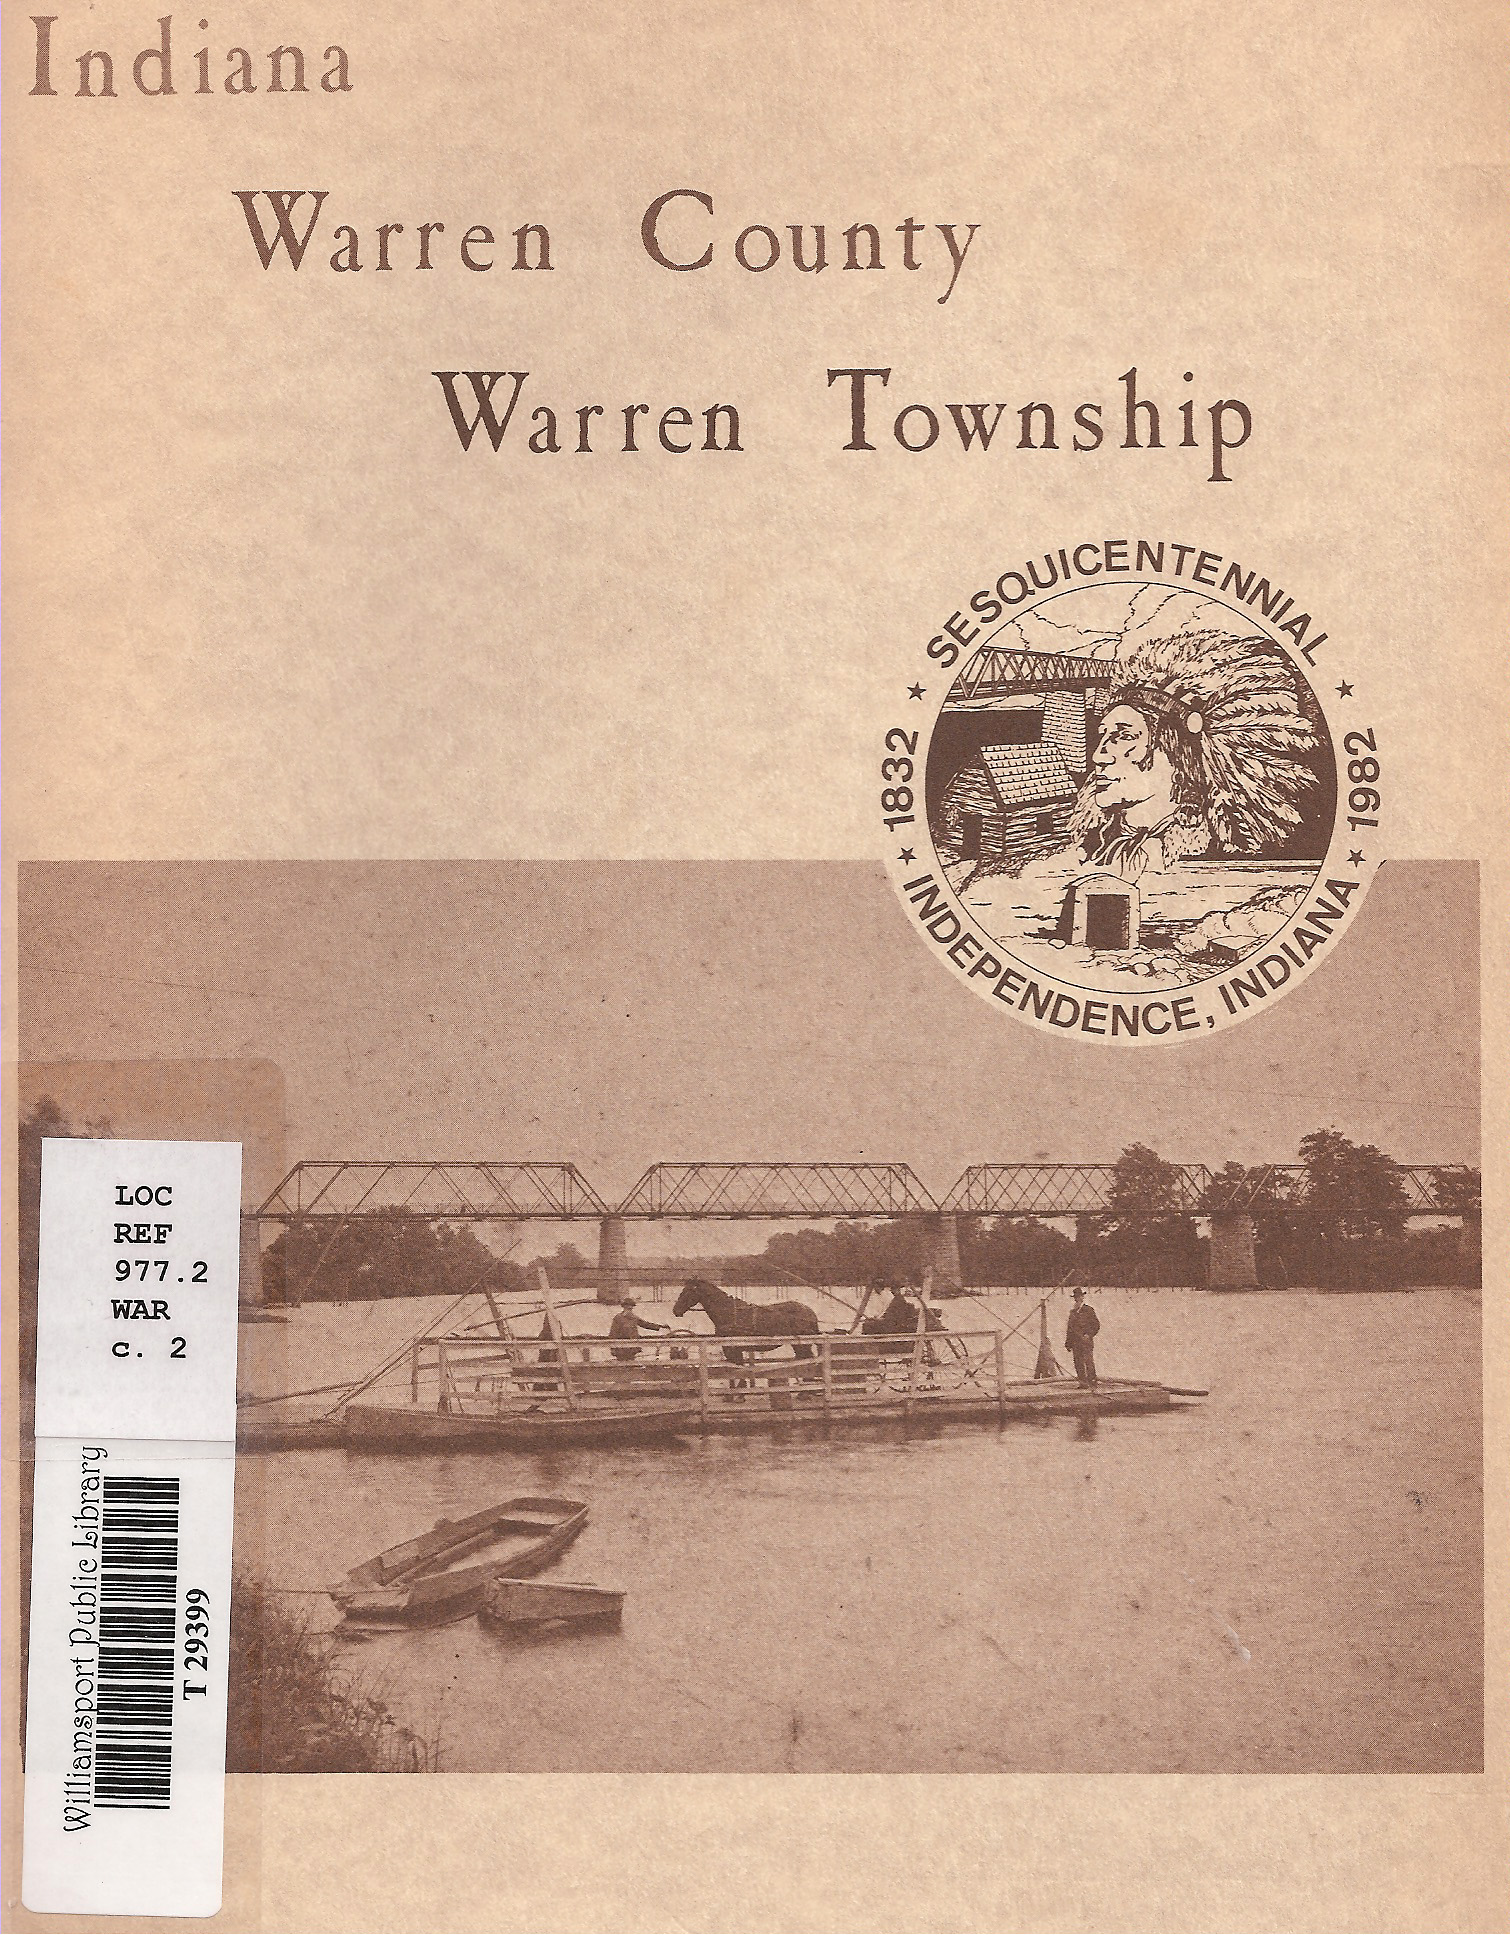 Indiana
Warren County
Warren Township
SESQUICENTENNIAL
★ 1832 ★
★ 1982 ★
INDEPENDENCE, INDIANA
LOC
REF
977.2
WAR
c. 2
Williamsport Public Library
T 29399